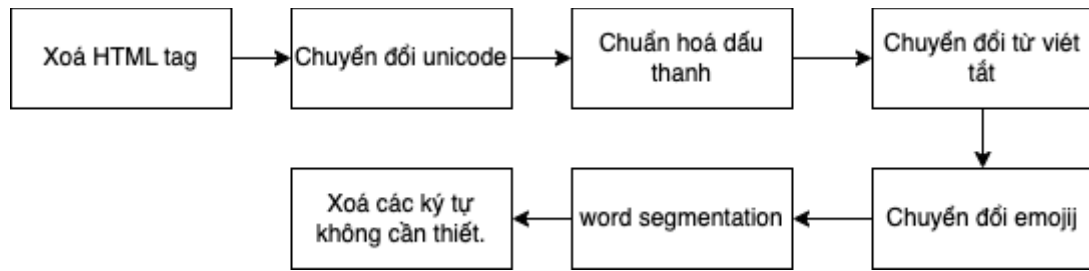 Xoá HTML tag
Chuyển đổi unicode
Chuẩn hoá dấu
thanh
Chuyển đổi từ viét
tắt
Chuyển đổi emojij
word segmentation
Xoá các ký tự
không cần thiết.